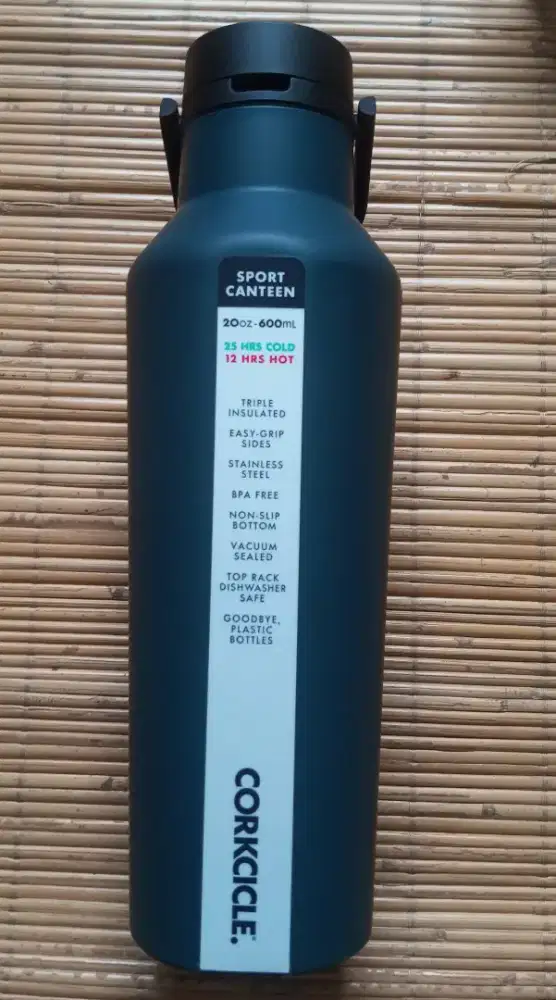 SPORT
CANTEEN
20oz - 600mL
25 HRS COLD
12 HRS HOT
TRIPLE
INSULATED
EASY-GRIP
SIDES
STAINLESS
STEEL
BPA FREE
NON-SLIP
BOTTOM
VACUUM
SEALED
TOP RACK
DISHWASHER
SAFE
GOODBYE,
PLASTIC
BOTTLES
CORKCICLE.